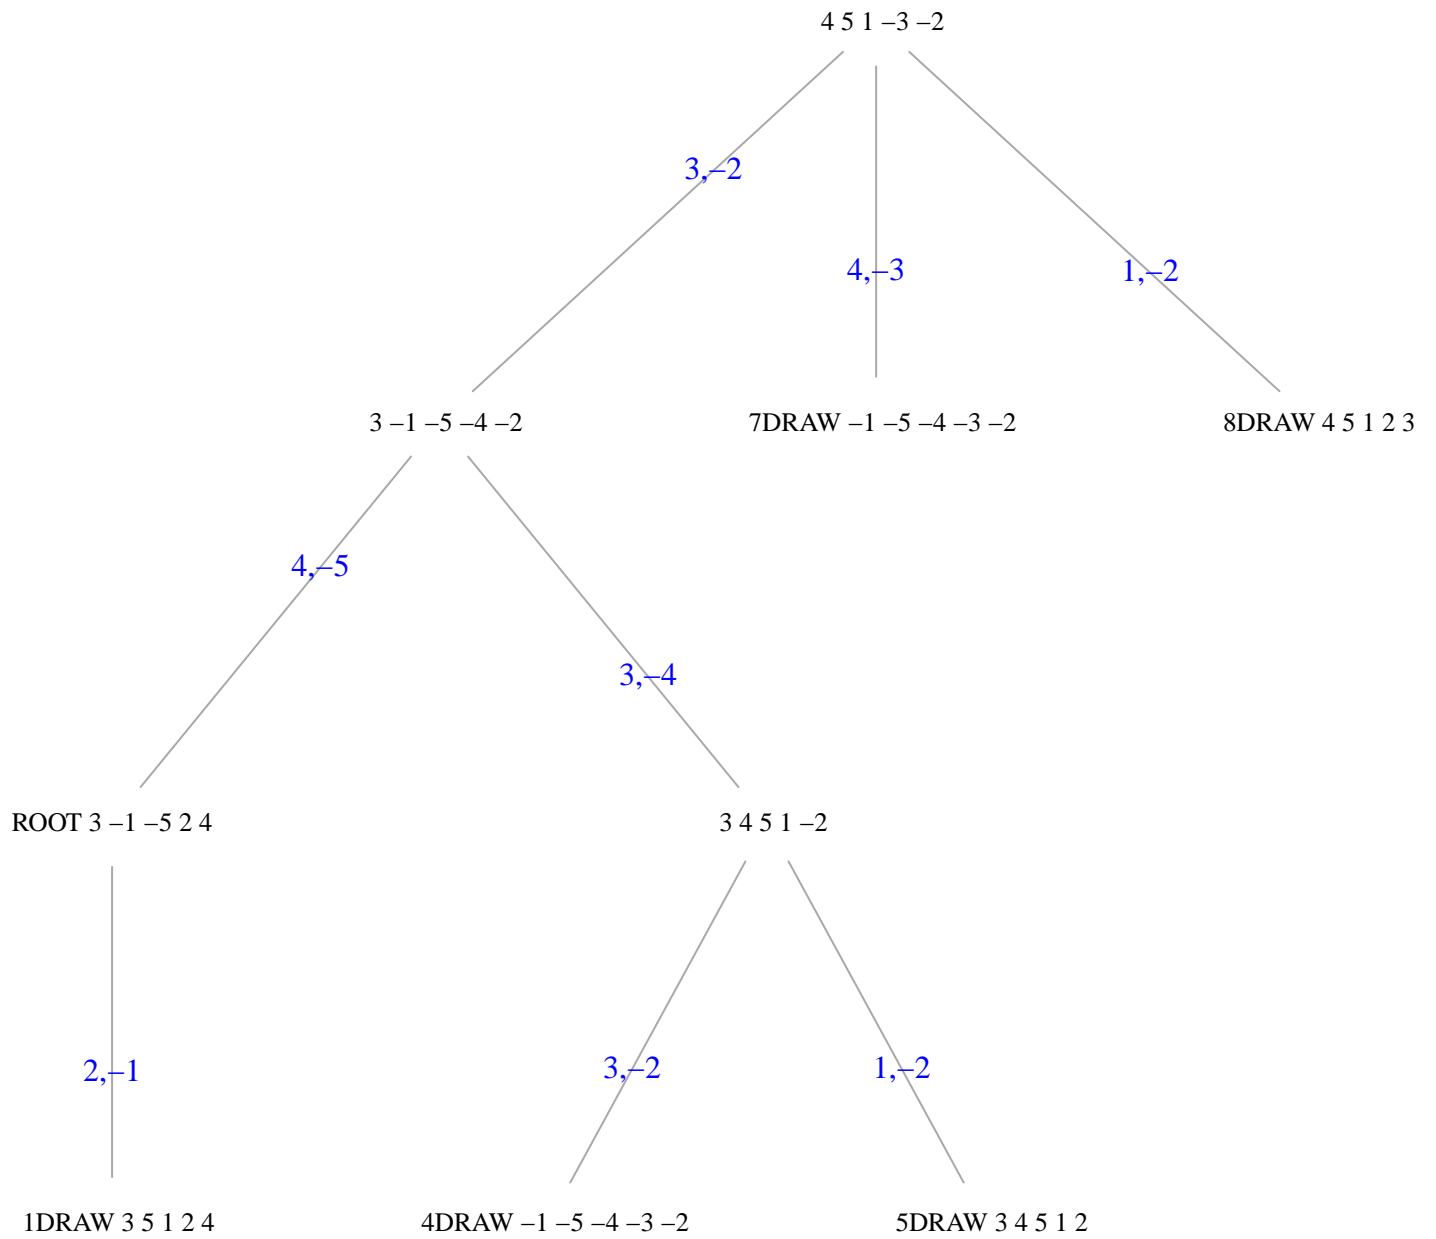 4 5 1 –3 –2
3,–2
4,–3
1,–2
3 –1 –5 –4 –2
7DRAW –1 –5 –4 –3 –2
8DRAW 4 5 1 2 3
4,–5
3,–4
ROOT 3 –1 –5 2 4
3 4 5 1 –2
2,–1
3,–2
1,–2
1DRAW 3 5 1 2 4
4DRAW –1 –5 –4 –3 –2
5DRAW 3 4 5 1 2